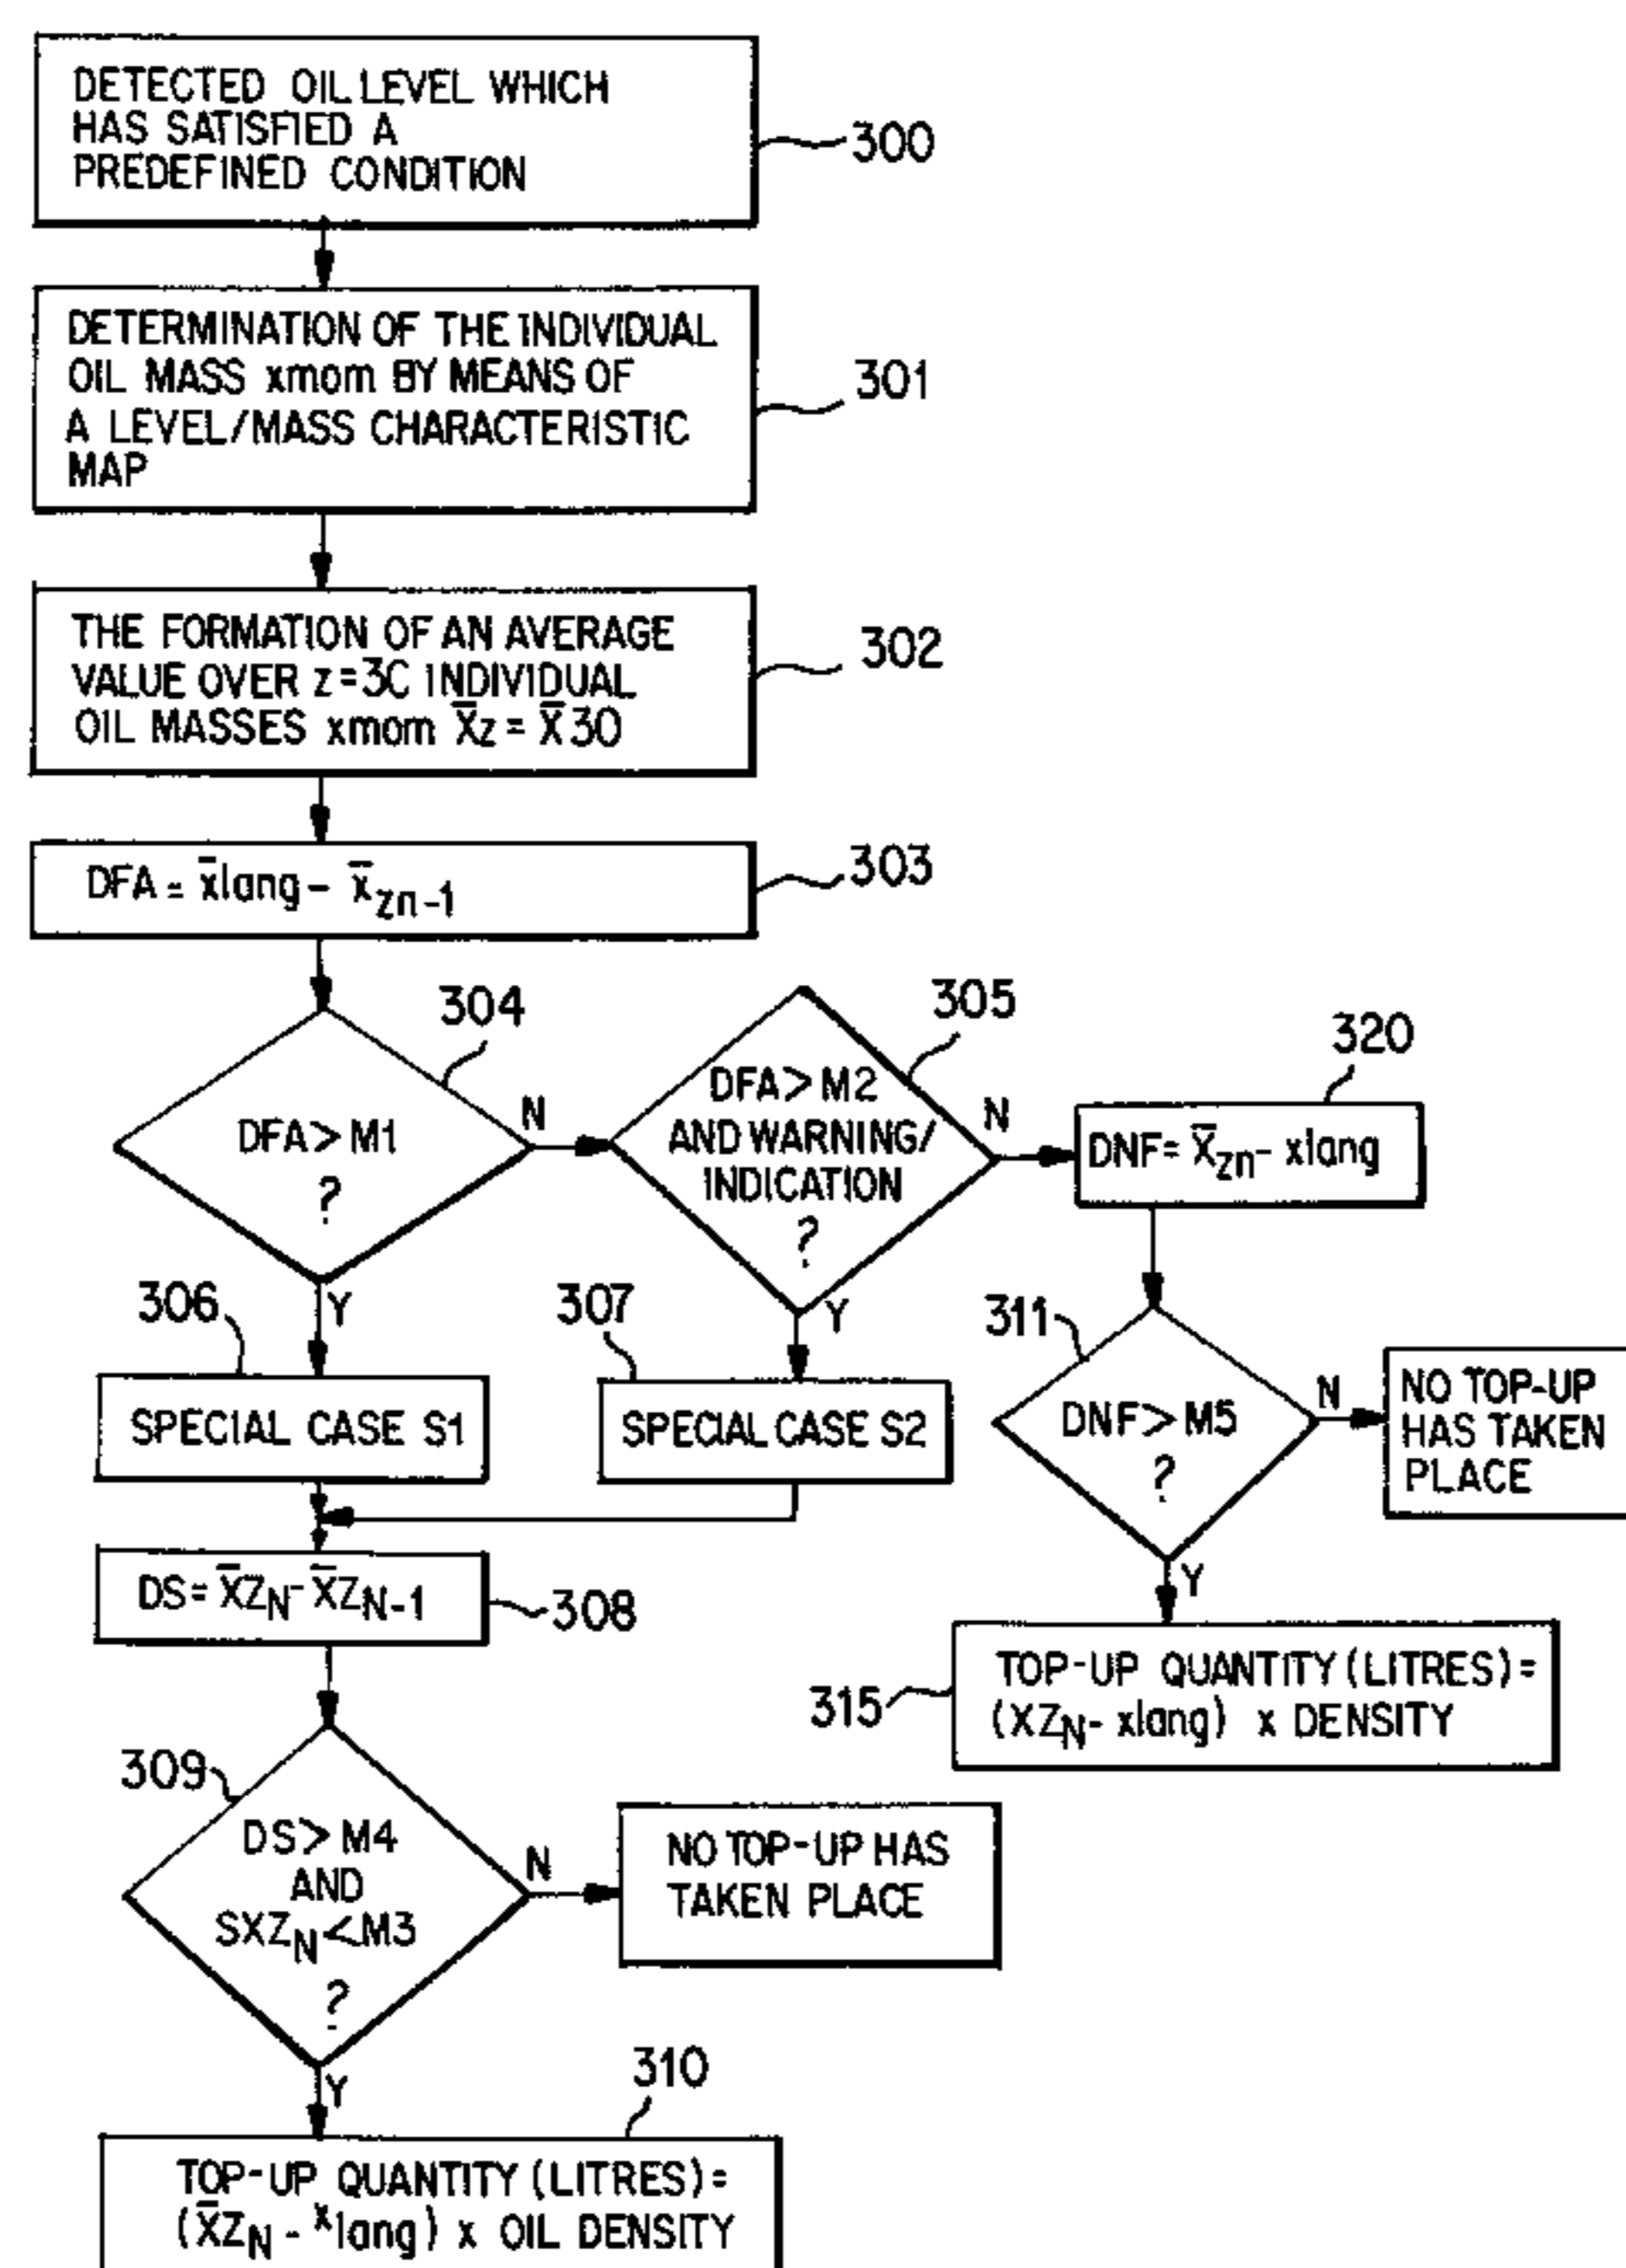 DETECTED OIL LEVEL WHICH
HAS SATISFIED A
PREDEFINED CONDITION
300
DETERMINATION OF THE INDIVIDUAL
OIL MASS xmom BY MEANS OF
A LEVEL/MASS CHARACTERISTIC
MAP
301
THE FORMATION OF AN AVERAGE
VALUE OVER z=3C INDIVIDUAL
OIL MASSES xmom X̅z = X̅30
302
DFA = x̅lang - x̅zn-1
303
304
DFA > M1
?
N
Y
305
DFA > M2
AND WARNING/
INDICATION
?
N
Y
320
DNF = X̅zn - xlang
306
SPECIAL CASE S1
307
SPECIAL CASE S2
311
DNF > M5
?
N
Y
NO TOP-UP
HAS TAKEN
PLACE
DS = X̅ZN - X̅ZN-1
308
315
TOP-UP QUANTITY (LITRES) =
(XZN - xlang) x DENSITY
309
DS > M4
AND
SXZN < M3
?
N
Y
NO TOP-UP HAS
TAKEN PLACE
310
TOP-UP QUANTITY (LITRES) =
(X̅ZN - xlang) x OIL DENSITY